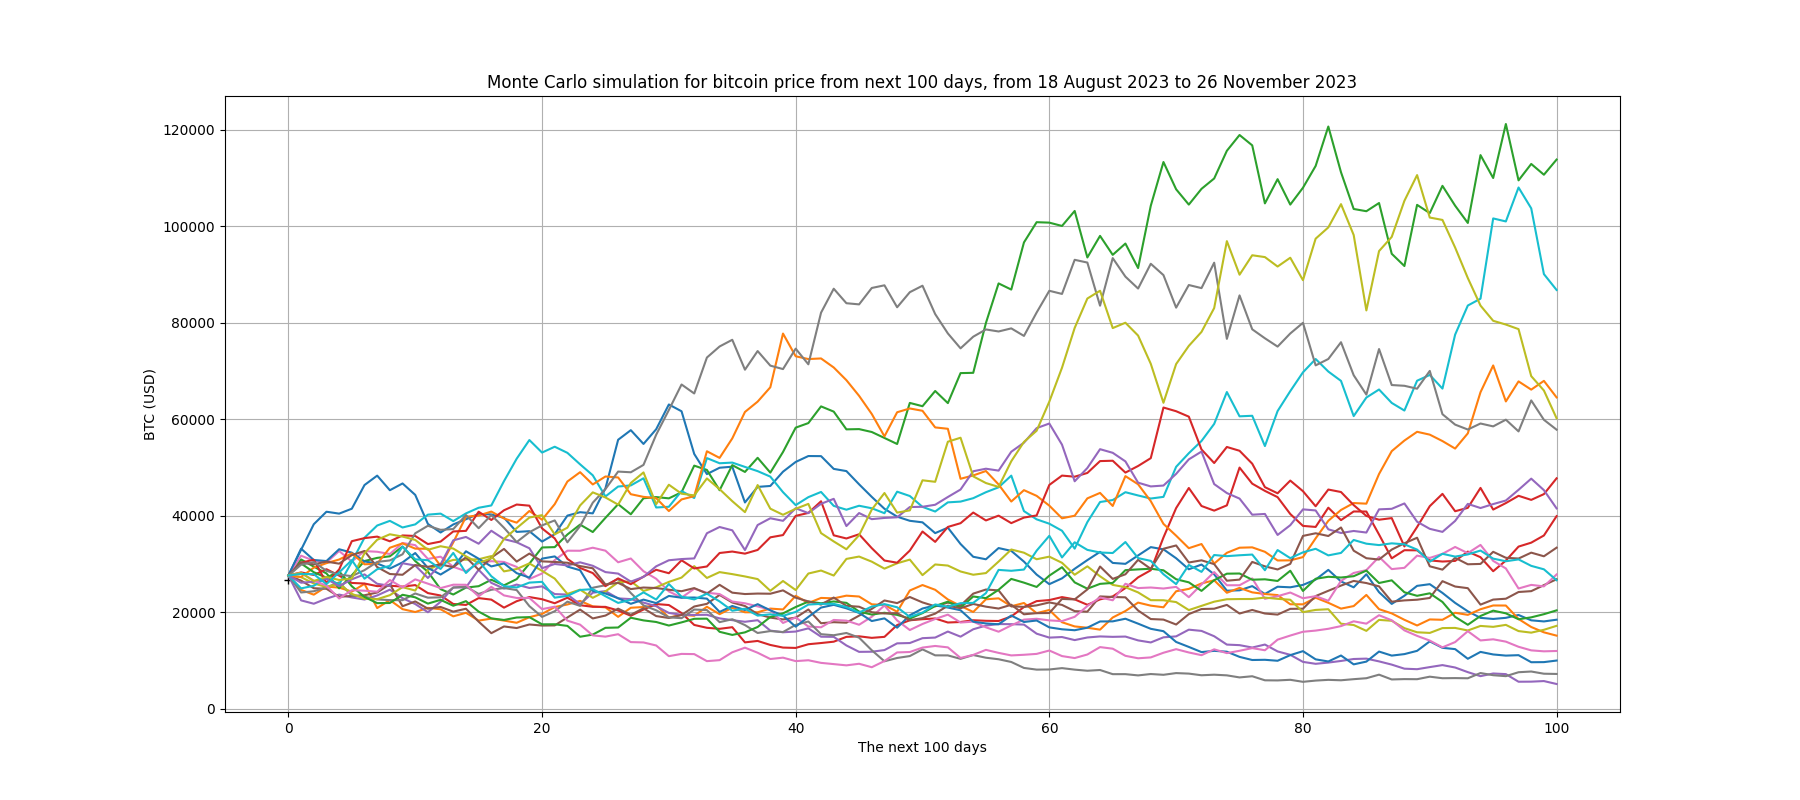 Monte Carlo simulation for bitcoin price from next 100 days, from 18 August 2023 to 26 November 2023
120000
100000
80000
60000
40000
20000
0
BTC (USD)
0 20 40 60 80 100
The next 100 days